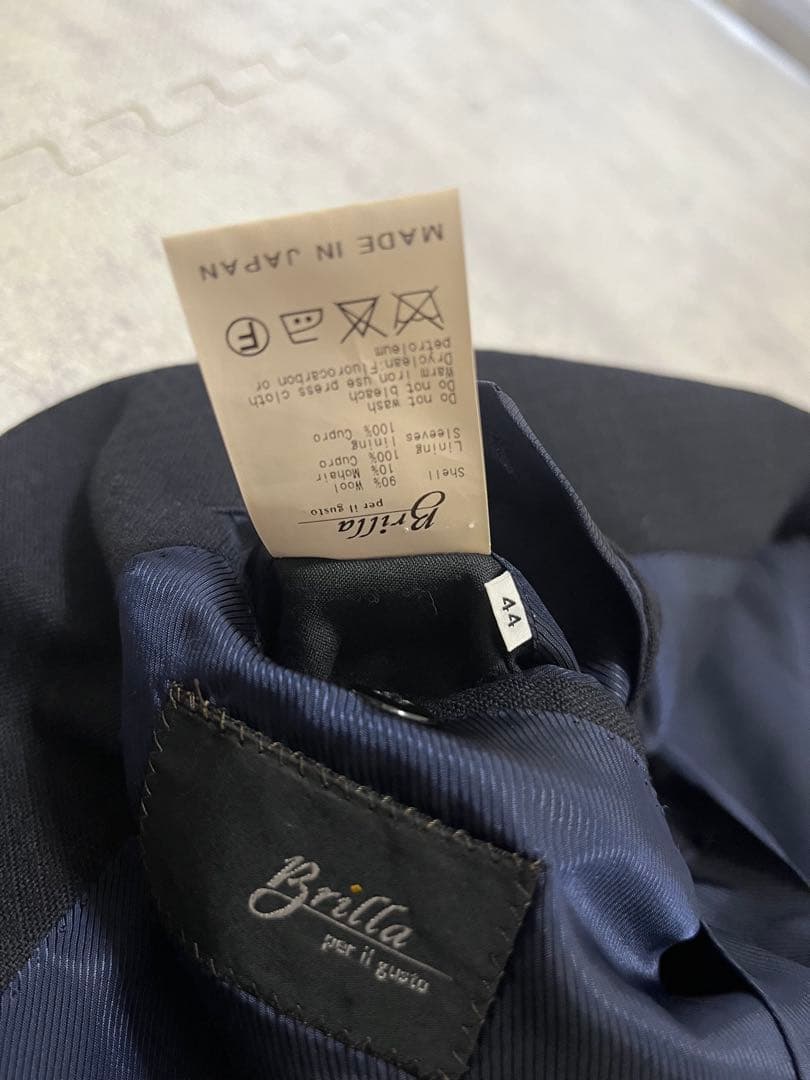 Brilla
per il gusto
Shell 90% Wool
10% Mohair
Lining 100% Cupro
Sleeves lining
100% Cupro
Do not wash
Do not bleach
Warm iron use press cloth
Dryclean:Fluorocarbon or
petroleum
F
MADE IN JAPAN
44
Brilla
per il gusto